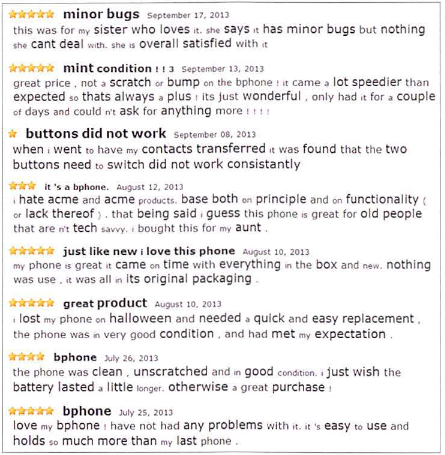 minor bugs September 17, 2013
this was for my sister who loves it. she says it has minor bugs but nothing
she cant deal with. she is overall satisfied with it
mint condition ! ! 3 September 13, 2013
great price , not a scratch or bump on the bphone ! it came a lot speedier than
expected so thats always a plus ! its just wonderful , only had it for a couple
of days and could n't ask for anything more ! ! ! !
buttons did not work September 08, 2013
when i went to have my contacts transferred it was found that the two
buttons need to switch did not work consistantly
it 's a bphone. August 12, 2013
i hate acme and acme products. base both on principle and on functionality (
or lack thereof ) . that being said i guess this phone is great for old people
that are n't tech savvy. i bought this for my aunt .
just like new i love this phone August 10, 2013
my phone is great it came on time with everything in the box and new. nothing
was use , it was all in its original packaging .
great product August 10, 2013
i lost my phone on halloween and needed a quick and easy replacement ,
the phone was in very good condition , and had met my expectation .
bphone July 26, 2013
the phone was clean , unscratched and in good condition. i just wish the
battery lasted a little longer. otherwise a great purchase !
bphone July 25, 2013
love my bphone ! have not had any problems with it. it 's easy to use and
holds so much more than my last phone .